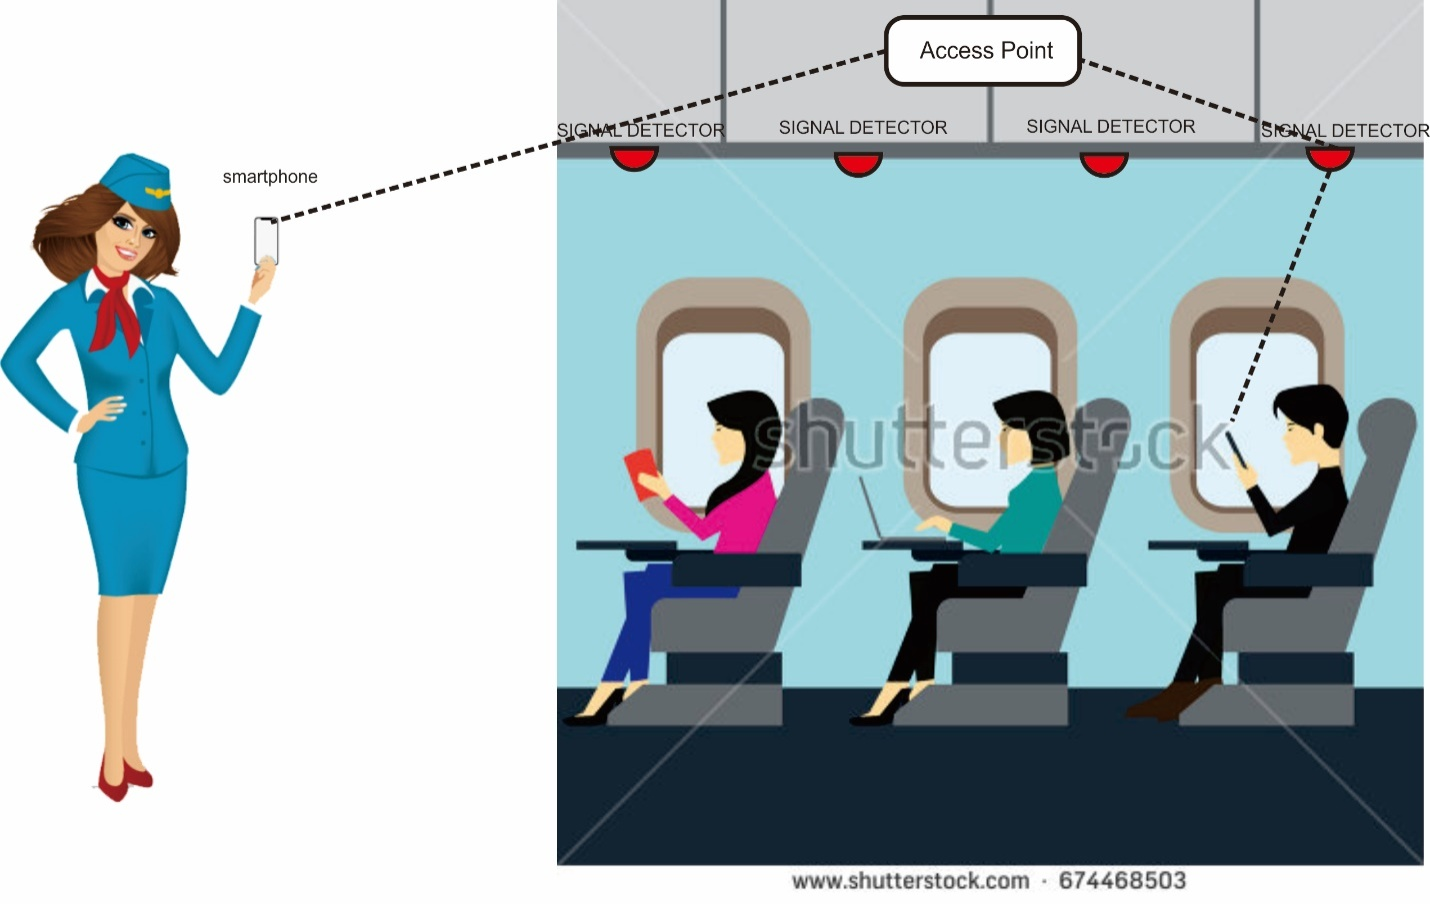 Access Point
SIGNAL DETECTOR
SIGNAL DETECTOR
SIGNAL DETECTOR
SIGNAL DETECTOR
smartphone
shutterstock
www.shutterstock.com · 674468503